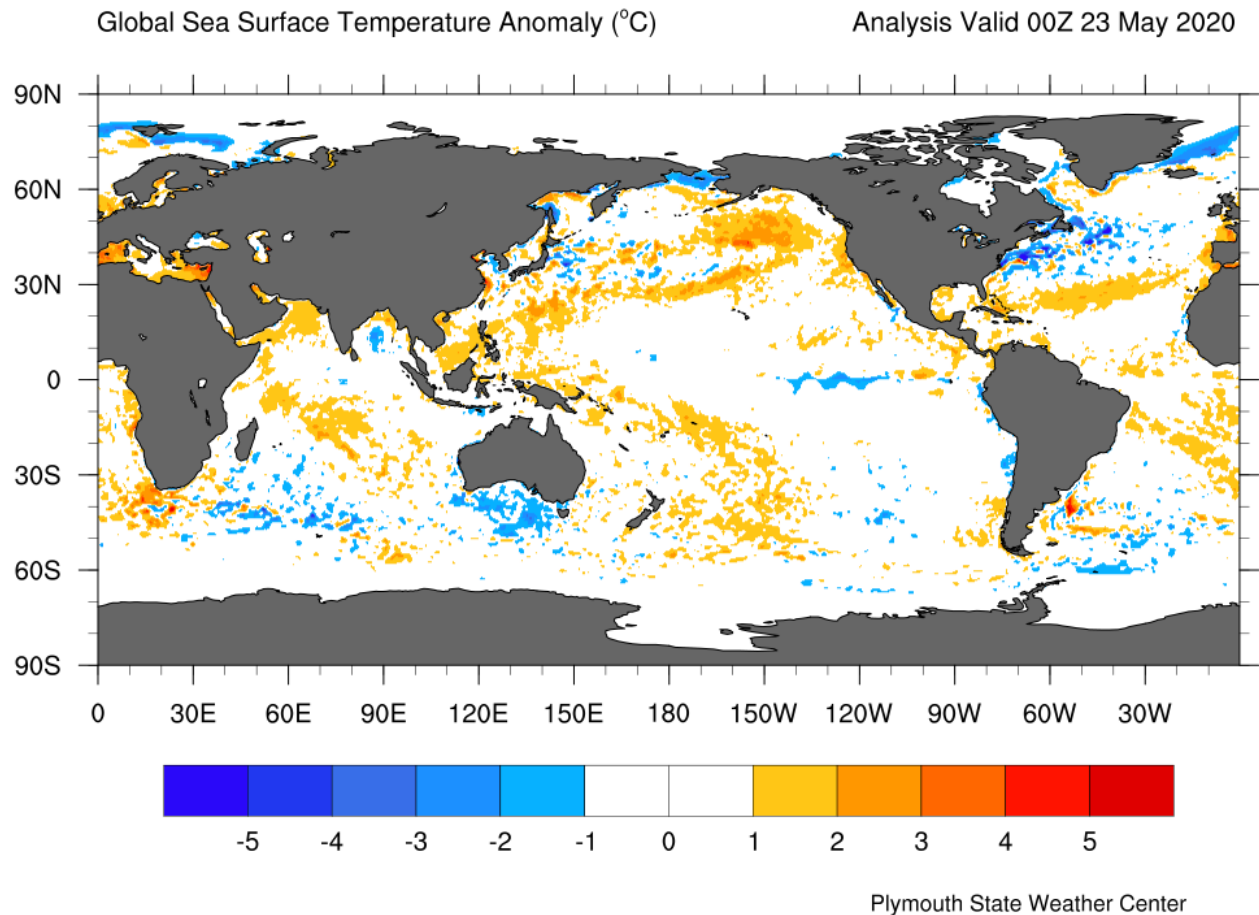 Global Sea Surface Temperature Anomaly (°C) Analysis Valid 00Z 23 May 2020
90N
60N
30N
0
30S
60S
90S
0 30E 60E 90E 120E 150E 180 150W 120W 90W 60W 30W
-5 -4 -3 -2 -1 0 1 2 3 4 5
Plymouth State Weather Center